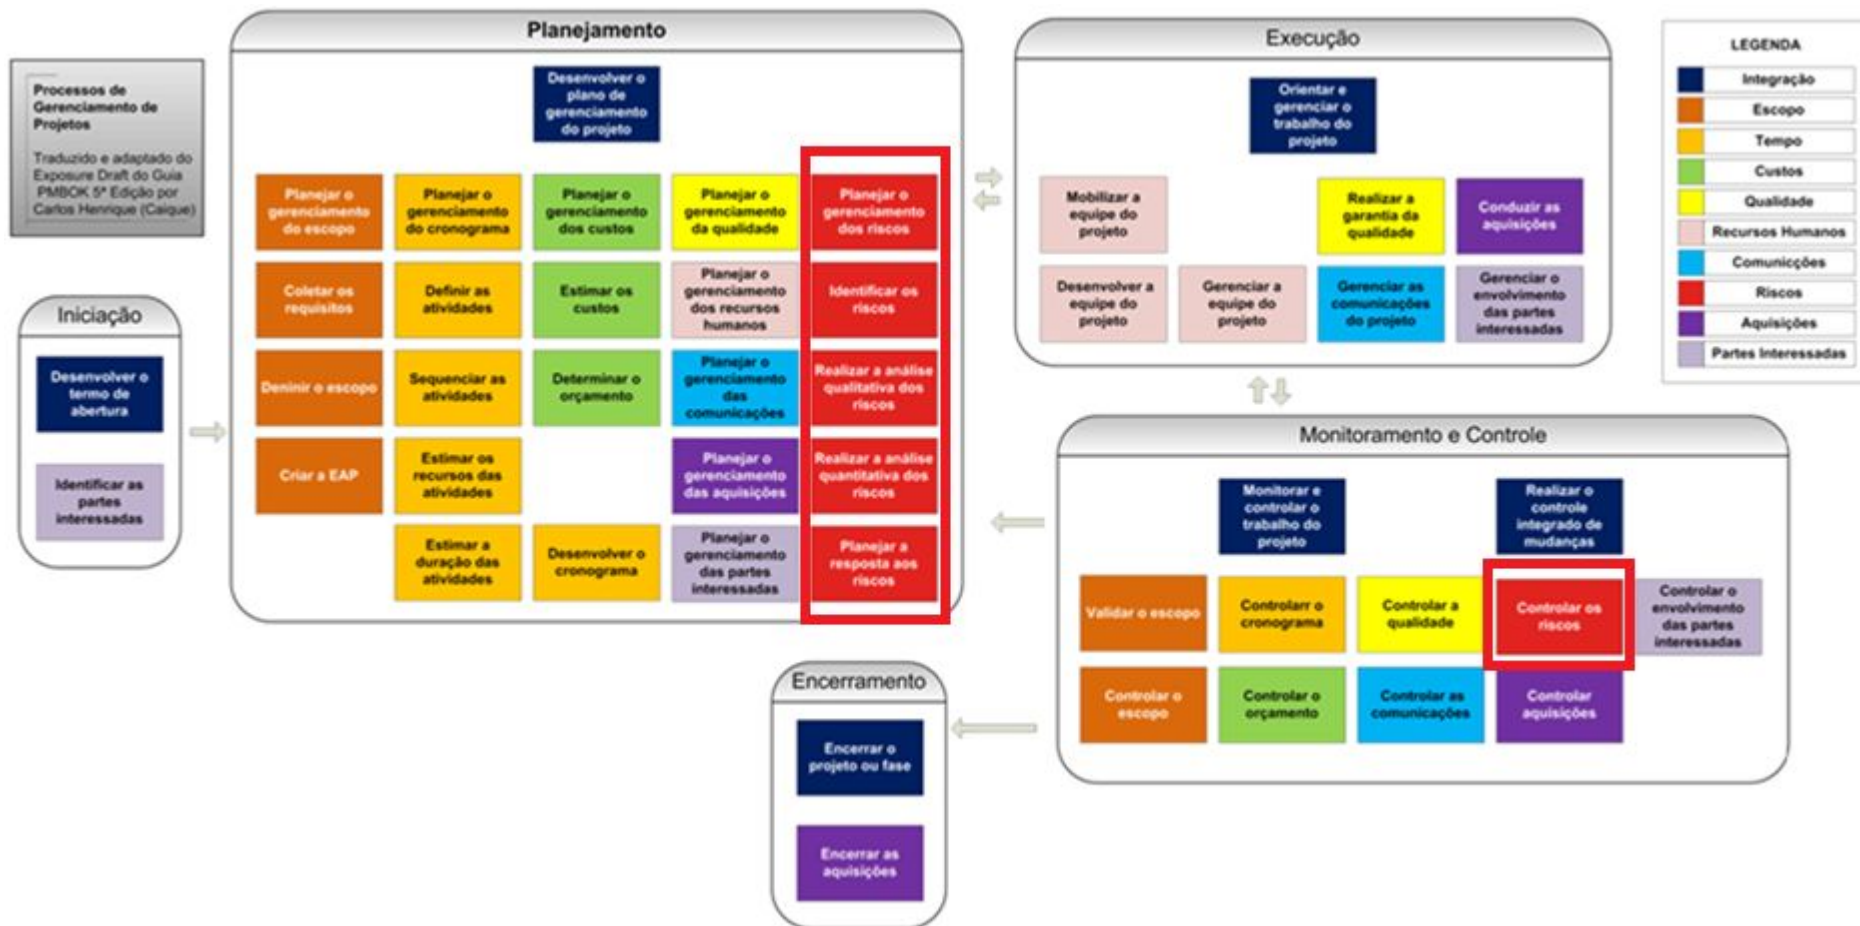 Processos de
Gerenciamento de
Projetos
Traduzido e adaptado do
Exposure Draft do Guia
PMBOK 5ª Edição por
Carlos Henrique (Caique)
Iniciação
Desenvolver o
termo de
abertura
Identificar as
partes
interessadas
Planejamento
Desenvolver o
plano de
gerenciamento
do projeto
Planejar o
gerenciamento
do escopo
Planejar o
gerenciamento
do cronograma
Planejar o
gerenciamento
dos custos
Planejar o
gerenciamento
da qualidade
Planejar o
gerenciamento
dos riscos
Coletar os
requisitos
Definir as
atividades
Estimar os
custos
Planejar o
gerenciamento
dos recursos
humanos
Identificar os
riscos
Deninir o escopo
Sequenciar as
atividades
Determinar o
orçamento
Planejar o
gerenciamento
das
comunicações
Realizar a análise
qualitativa dos
riscos
Criar a EAP
Estimar os
recursos das
atividades
Planejar o
gerenciamento
das aquisições
Realizar a análise
quantitativa dos
riscos
Estimar a
duração das
atividades
Desenvolver o
cronograma
Planejar o
gerenciamento
das partes
interessadas
Planejar a
resposta aos
riscos
Execução
Orientar e
gerenciar o
trabalho do
projeto
Mobilizar a
equipe do
projeto
Realizar a
garantia da
qualidade
Conduzir as
aquisições
Desenvolver a
equipe do
projeto
Gerenciar a
equipe do
projeto
Gerenciar as
comunicações
do projeto
Gerenciar o
envolvimento
das partes
interessadas
LEGENDA
Integração
Escopo
Tempo
Custos
Qualidade
Recursos Humanos
Comunicções
Riscos
Aquisições
Partes Interessadas
Monitoramento e Controle
Monitorar e
controlar o
trabalho do
projeto
Realizar o
controle
integrado de
mudanças
Validar o escopo
Controlarr o
cronograma
Controlar a
qualidade
Controlar os
riscos
Controlar o
envolvimento
das partes
interessadas
Controlar o
escopo
Controlar o
orçamento
Controlar as
comunicações
Controlar
aquisições
Encerramento
Encerrar o
projeto ou fase
Encerrar as
aquisições